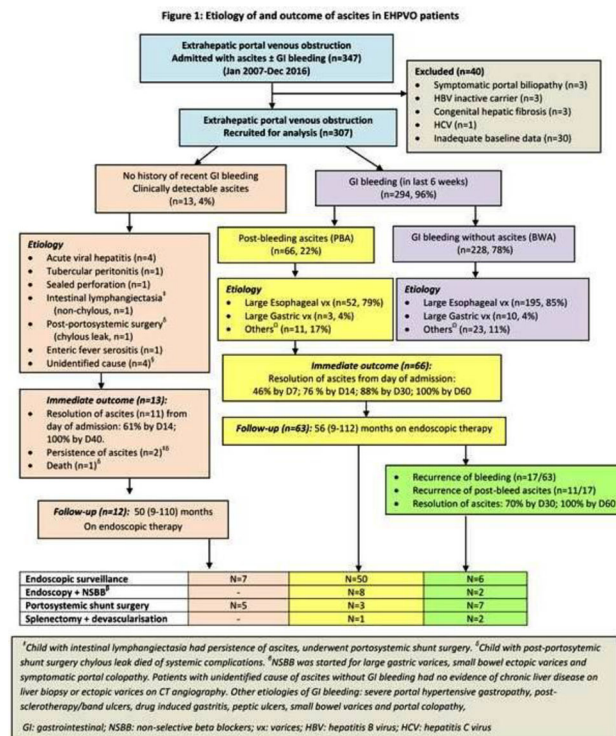 Figure 1: Etiology of and outcome of ascites in EHPVO patients
Extrahepatic portal venous obstruction
Admitted with ascites ± GI bleeding (n=347)
(Jan 2007-Dec 2016)
Excluded (n=40)
• Symptomatic portal biliopathy (n=3)
• HBV inactive carrier (n=3)
• Congenital hepatic fibrosis (n=3)
• HCV (n=1)
• Inadequate baseline data (n=30)
Extrahepatic portal venous obstruction
Recruited for analysis (n=307)
No history of recent GI bleeding
Clinically detectable ascites
(n=13, 4%)
GI bleeding (in last 6 weeks)
(n=294, 96%)
Etiology
• Acute viral hepatitis (n=4)
• Tubercular peritonitis (n=1)
• Sealed perforation (n=1)
• Intestinal lymphangiectasia‡
(non-chylous, n=1)
• Post-portosystemic surgery δ
(chylous leak, n=1)
• Enteric fever serositis (n=1)
• Unidentified cause (n=4)§
Post-bleeding ascites (PBA)
(n=66, 22%)
GI bleeding without ascites (BWA)
(n=228, 78%)
Etiology
• Large Esophageal vx (n=52, 79%)
• Large Gastric vx (n=3, 4%)
• Others Ω (n=11, 17%)
Etiology
• Large Esophageal vx (n=195, 85%)
• Large Gastric vx (n=10, 4%)
• Others Ω (n=23, 11%)
Immediate outcome (n=66):
Resolution of ascites from day of admission:
46% by D7; 76 % by D14; 88% by D30; 100% by D60
Immediate outcome (n=13):
• Resolution of ascites (n=11) from
day of admission: 61% by D14;
100% by D40.
• Persistence of ascites (n=2)
• Death (n=1)
Follow-up (n=63): 56 (9-112) months on endoscopic therapy
• Recurrence of bleeding (n=17/63)
• Recurrence of post-bleed ascites (n=11/17)
• Resolution of ascites: 70% by D30; 100% by D60
Follow-up (n=12): 50 (9-110) months
On endoscopic therapy
Endoscopic surveillance N=7 N=50 N=6
Endoscopy + NSBB - N=8 N=2
Portosystemic shunt surgery N=5 N=3 N=7
Splenectomy + devascularisation - N=1 N=2
‡Child with intestinal lymphangiectasia had persistence of ascites, underwent portosystemic shunt surgery. δChild with post-portosytemic
shunt surgery chylous leak died of systemic complications. NSBB was started for large gastric varices, small bowel ectopic varices and
symptomatic portal colopathy. Patients with unidentified cause of ascites without GI bleeding had no evidence of chronic liver disease on
liver biopsy or ectopic varices on CT angiography. Other etiologies of GI bleeding: severe portal hypertensive gastropathy, post-
sclerotherapy/band ulcers, drug induced gastritis, peptic ulcers, small bowel varices and portal colopathy,
GI: gastrointestinal; NSBB: non-selective beta blockers; vx: varices; HBV: hepatitis B virus; HCV: hepatitis C virus